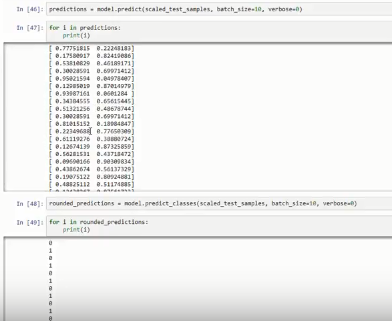 In [46]: predictions = model.predict(scaled_test_samples, batch_size=10, verbose=0)
In [47]: for i in predictions:
print(i)
[ 0.77751815 0.22248183]
[ 0.17580917 0.82419086]
[ 0.53810829 0.46189171]
[ 0.30028591 0.69971412]
[ 0.95021594 0.04978407]
[ 0.12985019 0.87014979]
[ 0.93987161 0.0601284 ]
[ 0.34384555 0.65615445]
[ 0.51321256 0.48678744]
[ 0.30028591 0.69971412]
[ 0.81015152 0.18984847]
[ 0.22349688 0.77650309]
[ 0.61119276 0.38880724]
[ 0.12674139 0.87325859]
[ 0.56281531 0.43718472]
[ 0.09690166 0.90309834]
[ 0.43862674 0.56137329]
[ 0.19075122 0.80924881]
[ 0.48825112 0.51174885]
In [48]: rounded_predictions = model.predict_classes(scaled_test_samples, batch_size=10, verbose=0)
In [49]: for i in rounded_predictions:
print(i)
0
1
0
1
0
1
0
1
0
1
0